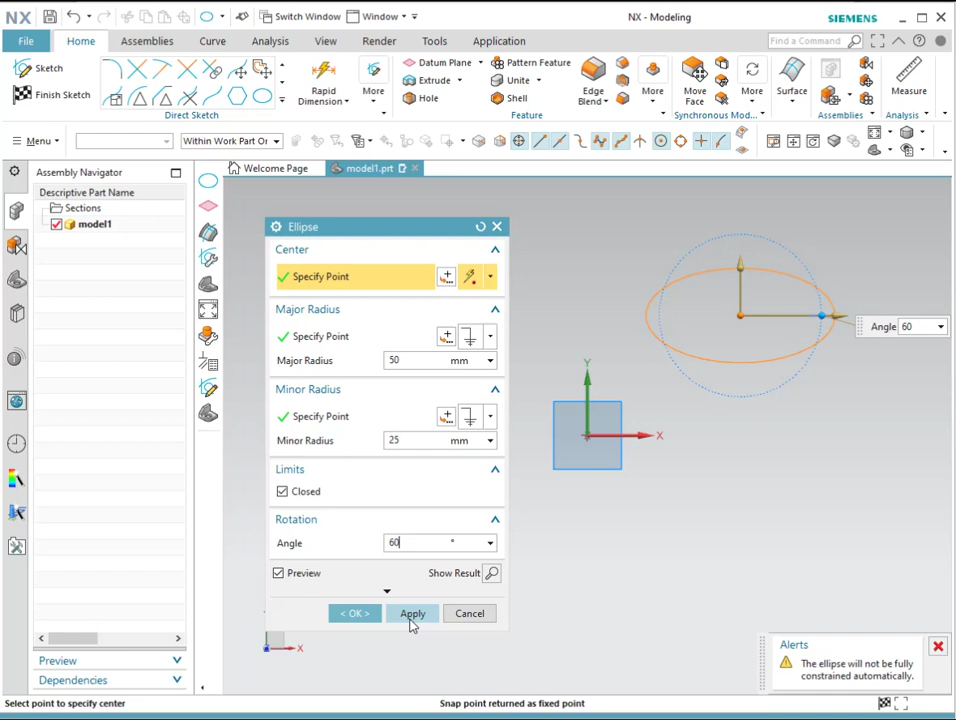 NX
Switch Window
Window
NX - Modeling
SIEMENS
File
Home
Assemblies
Curve
Analysis
View
Render
Tools
Application
Find a Command
Sketch
Finish Sketch
Direct Sketch
Rapid
Dimension
More
Datum Plane
Extrude
Hole
Pattern Feature
Unite
Shell
Edge
Blend
More
Feature
Move
Face
More
Synchronous Mod...
Surface
Assemblies
Measure
Analysis
Menu
Within Work Part Or
Assembly Navigator
Welcome Page
model1.prt
Descriptive Part Name
Sections
model1
Ellipse
Center
Specify Point
Major Radius
Specify Point
Major Radius 50 mm
Minor Radius
Specify Point
Minor Radius 25 mm
Limits
Closed
Rotation
Angle 60 °
Preview
Show Result
< OK >
Apply
Cancel
Angle 60
Y
X
X
Preview
Dependencies
Alerts
The ellipse will not be fully
constrained automatically.
Select point to specify center
Snap point returned as fixed point